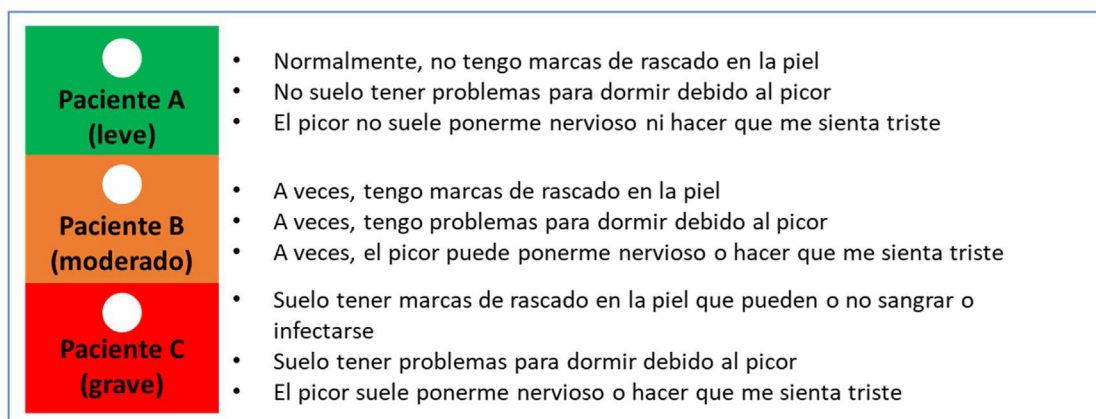 Paciente A
(leve)
• Normalmente, no tengo marcas de rascado en la piel
• No suelo tener problemas para dormir debido al picor
• El picor no suele ponerme nervioso ni hacer que me sienta triste
Paciente B
(moderado)
• A veces, tengo marcas de rascado en la piel
• A veces, tengo problemas para dormir debido al picor
• A veces, el picor puede ponerme nervioso o hacer que me sienta triste
Paciente C
(grave)
• Suelo tener marcas de rascado en la piel que pueden o no sangrar o
infectarse
• Suelo tener problemas para dormir debido al picor
• El picor suele ponerme nervioso o hacer que me sienta triste